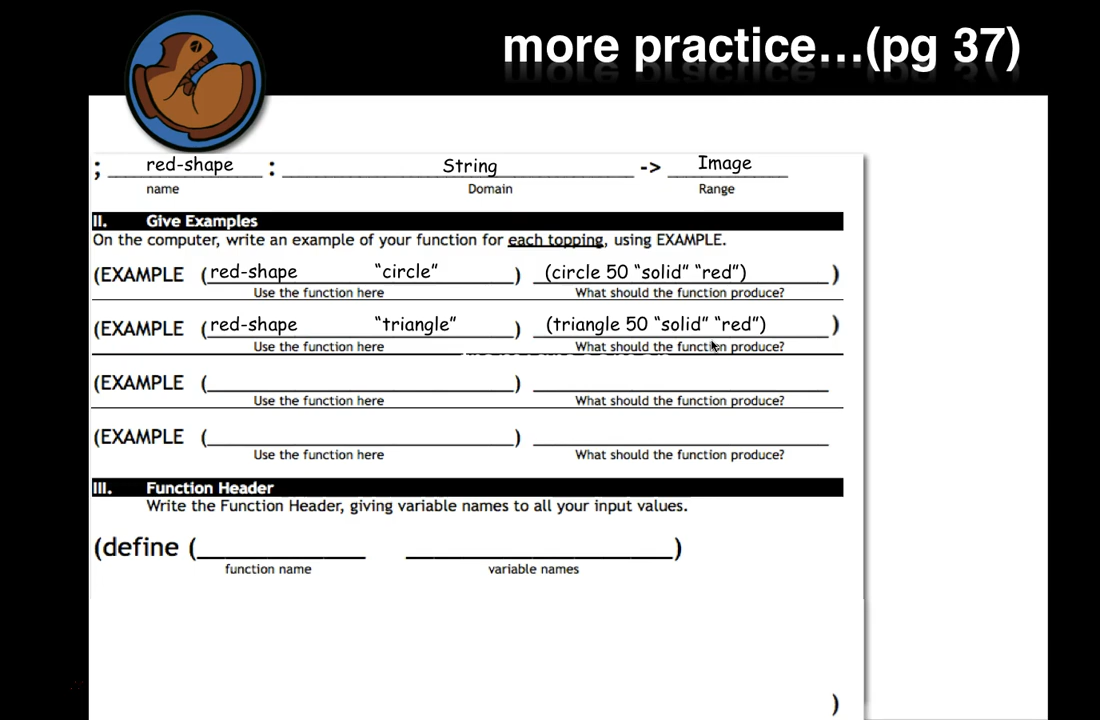 more practice…(pg 37)
; red-shape : String -> Image
name Domain Range
II. Give Examples
On the computer, write an example of your function for each topping, using EXAMPLE.
(EXAMPLE (red-shape “circle” ) (circle 50 “solid” “red”) )
Use the function here What should the function produce?
(EXAMPLE (red-shape “triangle” ) (triangle 50 “solid” “red”) )
Use the function here What should the function produce?
(EXAMPLE ( )
Use the function here What should the function produce?
(EXAMPLE ( )
Use the function here What should the function produce?
III. Function Header
Write the Function Header, giving variable names to all your input values.
(define ( )
function name variable names
)